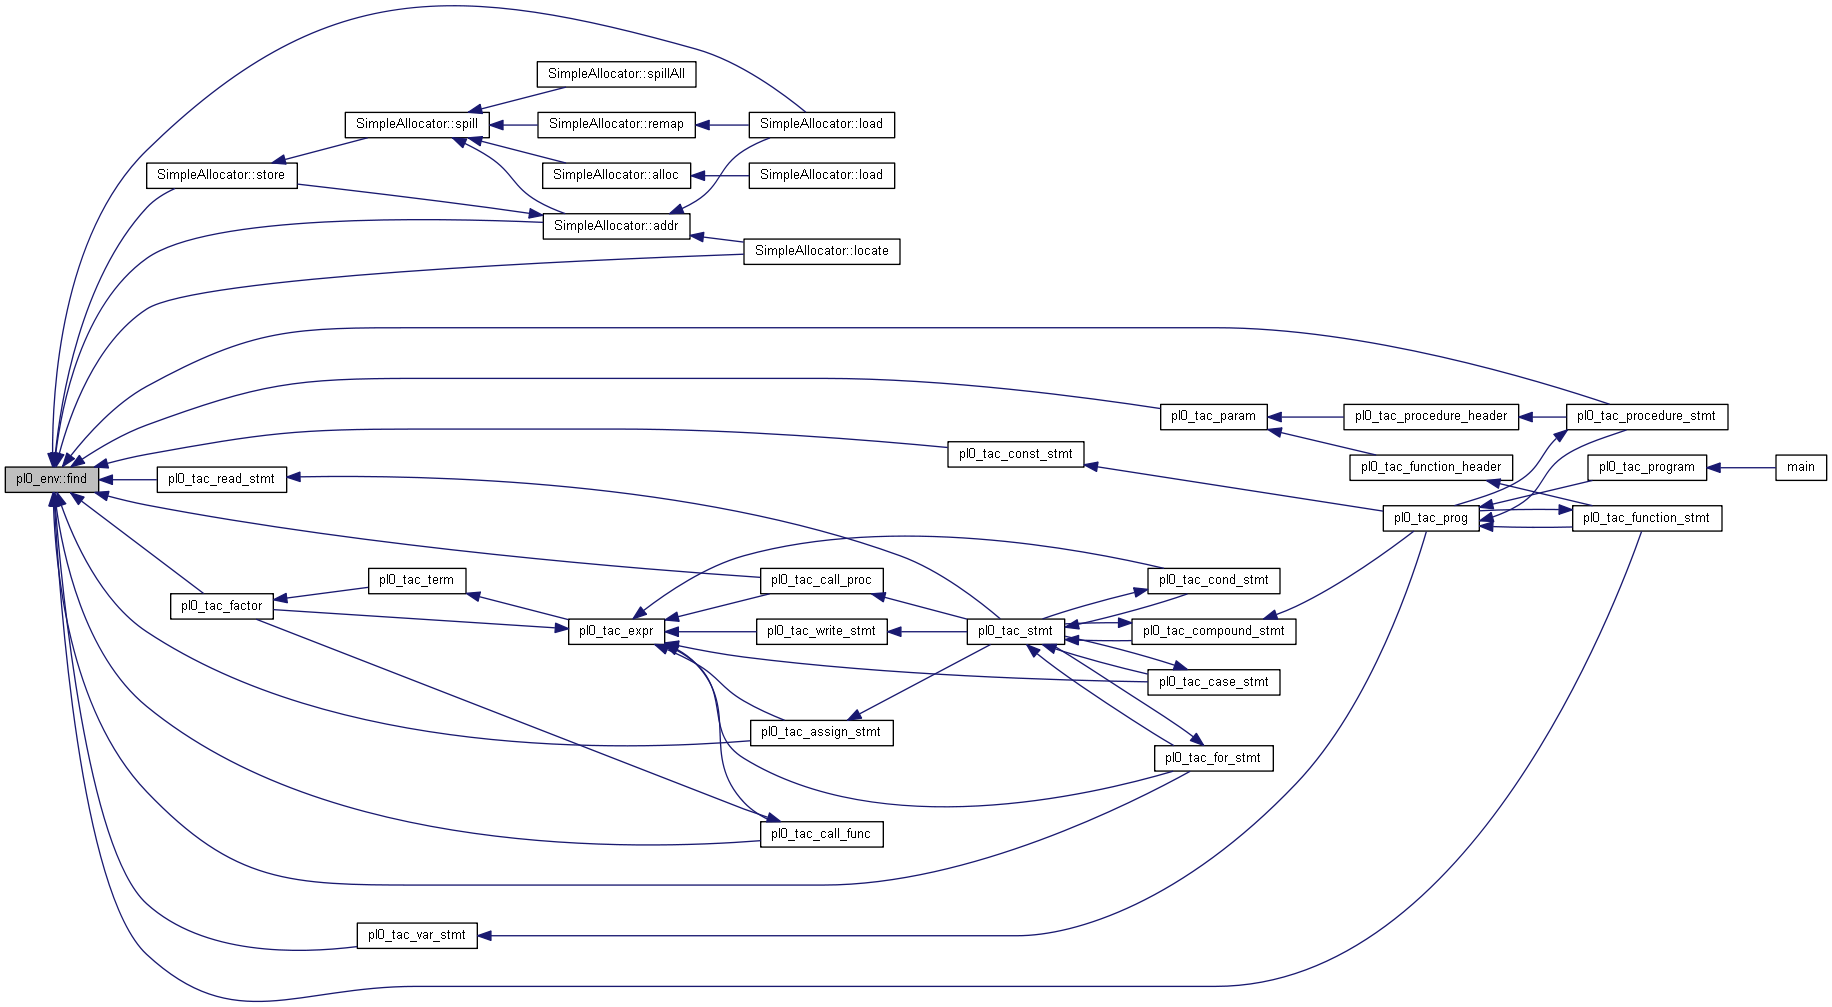 SimpleAllocator::spillAll
SimpleAllocator::spill
SimpleAllocator::remap
SimpleAllocator::load
SimpleAllocator::store
SimpleAllocator::alloc
SimpleAllocator::load
SimpleAllocator::addr
SimpleAllocator::locate
pl0_tac_param
pl0_tac_procedure_header
pl0_tac_procedure_stmt
pl0_tac_const_stmt
pl0_tac_function_header
pl0_tac_program
main
pl0_env::find
pl0_tac_read_stmt
pl0_tac_prog
pl0_tac_function_stmt
pl0_tac_term
pl0_tac_call_proc
pl0_tac_cond_stmt
pl0_tac_factor
pl0_tac_expr
pl0_tac_write_stmt
pl0_tac_stmt
pl0_tac_compound_stmt
pl0_tac_case_stmt
pl0_tac_assign_stmt
pl0_tac_for_stmt
pl0_tac_call_func
pl0_tac_var_stmt